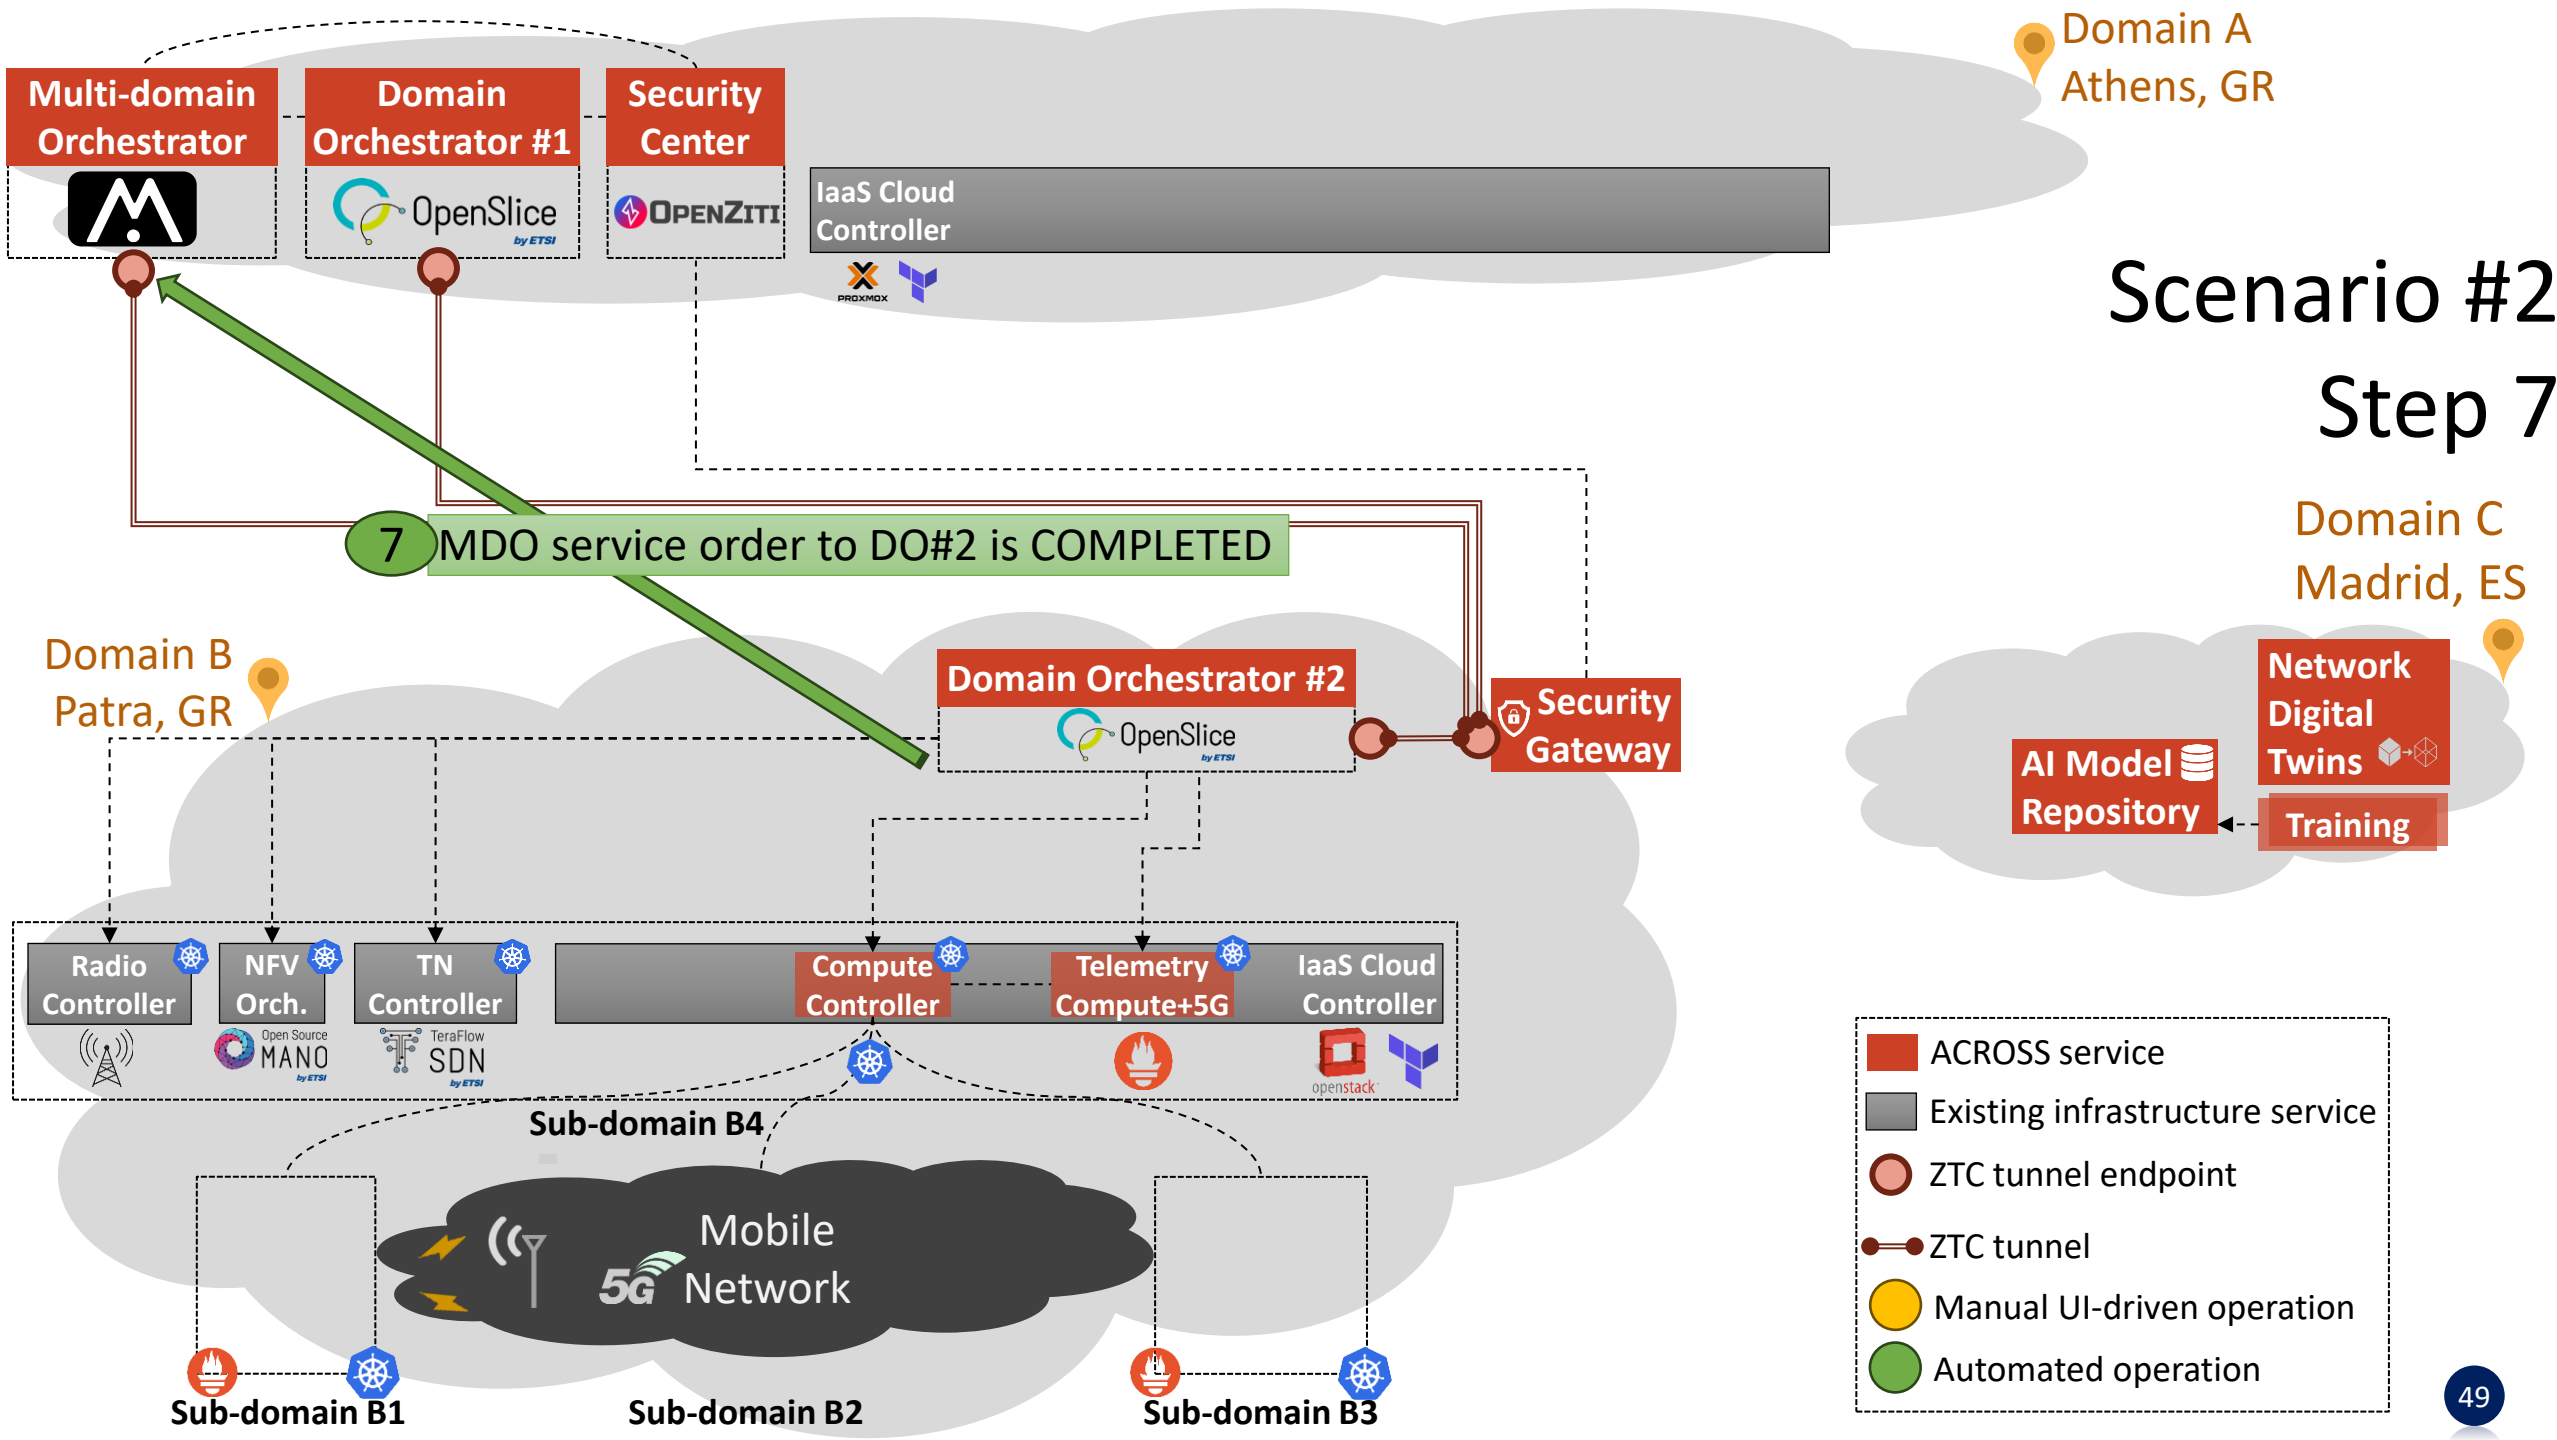 Domain A
Athens, GR
Multi-domain
Orchestrator
Domain
Orchestrator #1
Security
Center
OpenSlice
by ETSI
OPENZITI
IaaS Cloud
Controller
PROXMOX
Scenario #2
Step 7
7
MDO service order to DO#2 is COMPLETED
Domain C
Madrid, ES
Domain B
Patra, GR
Domain Orchestrator #2
OpenSlice
by ETSI
Security
Gateway
Network
Digital
Twins
AI Model
Repository
Training
Radio
Controller
NFV
Orch.
TN
Controller
Compute
Controller
Telemetry
Compute+5G
IaaS Cloud
Controller
Open Source
MANO
by ETSI
TeraFlow
SDN
by ETSI
openstack
Sub-domain B4
Mobile
Network
5G
Sub-domain B1
Sub-domain B2
Sub-domain B3
ACROSS service
Existing infrastructure service
ZTC tunnel endpoint
ZTC tunnel
Manual UI-driven operation
Automated operation
49